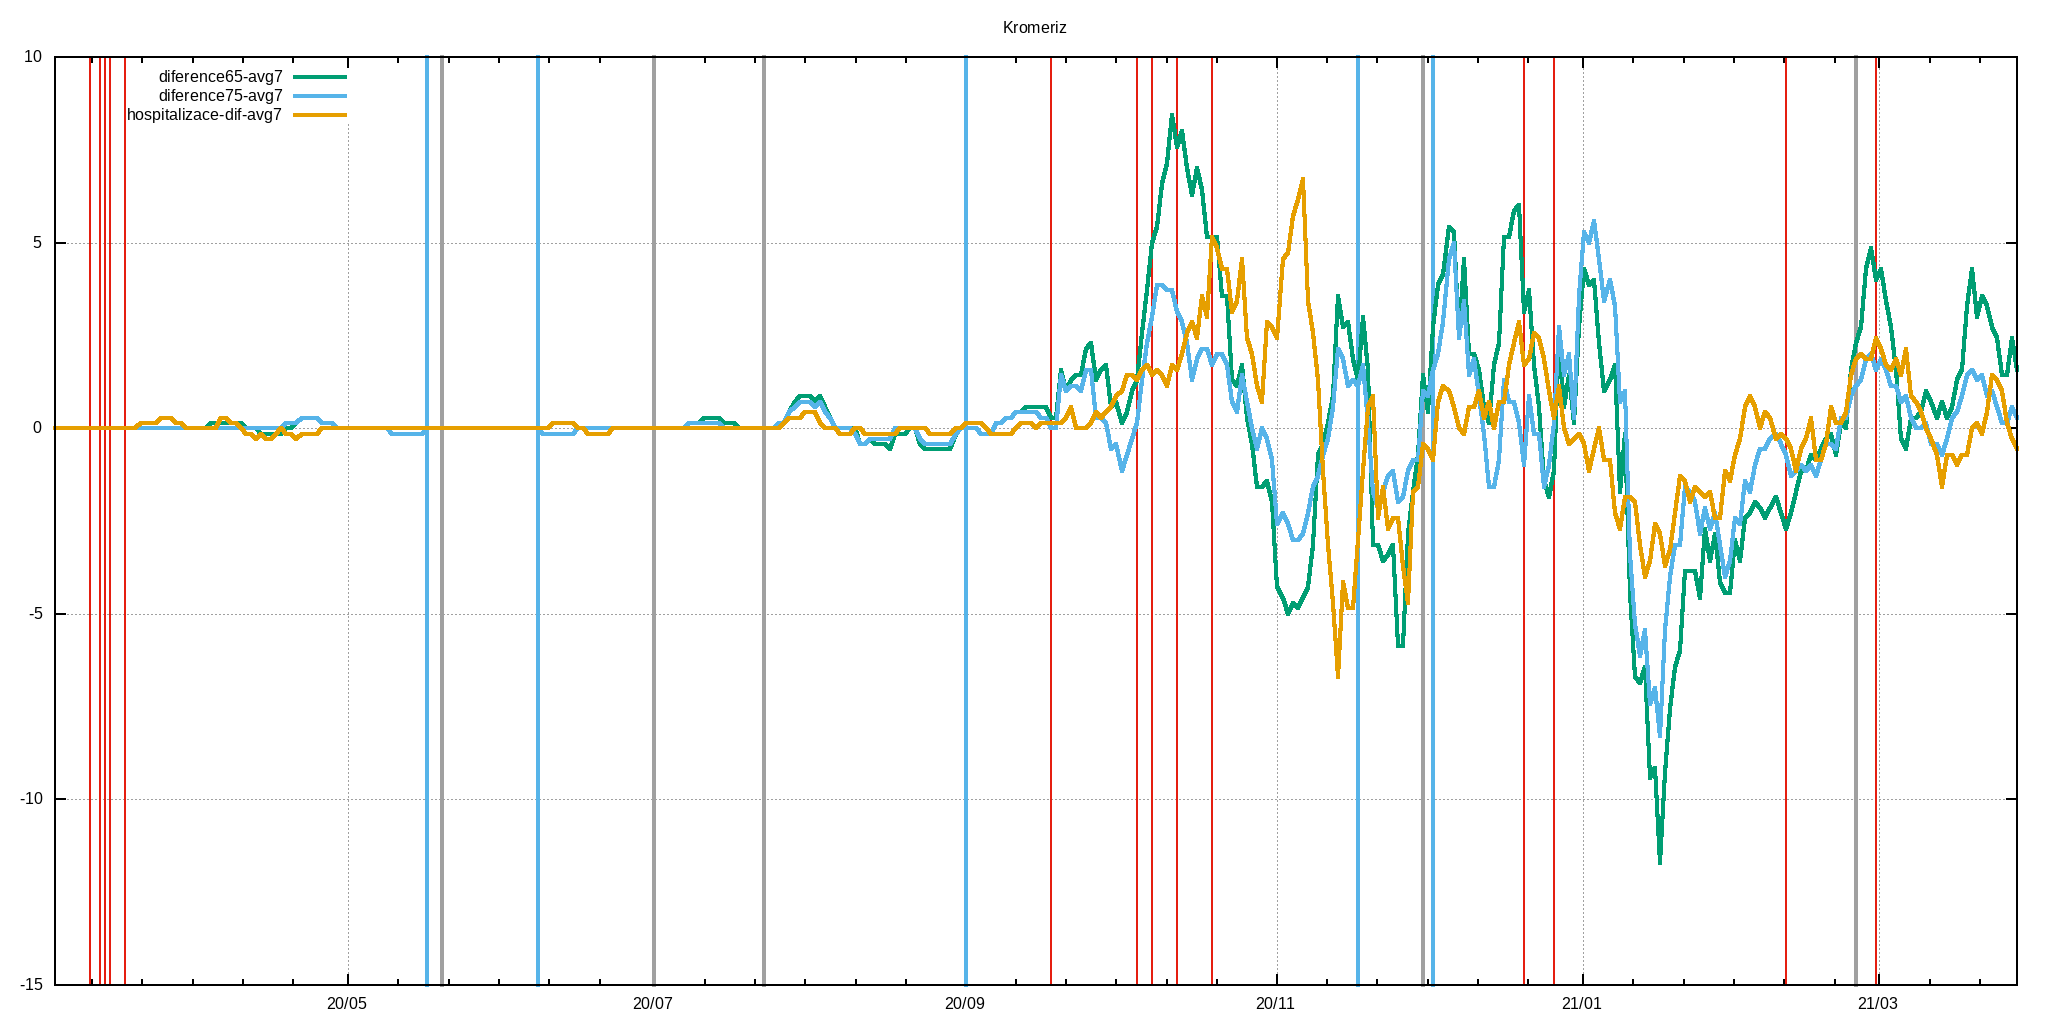 Kromeriz
10
diference65-avg7
diference75-avg7
hospitalizace-dif-avg7
5
0
-5
-10
-15
20/05 20/07 20/09 20/11 21/01 21/03